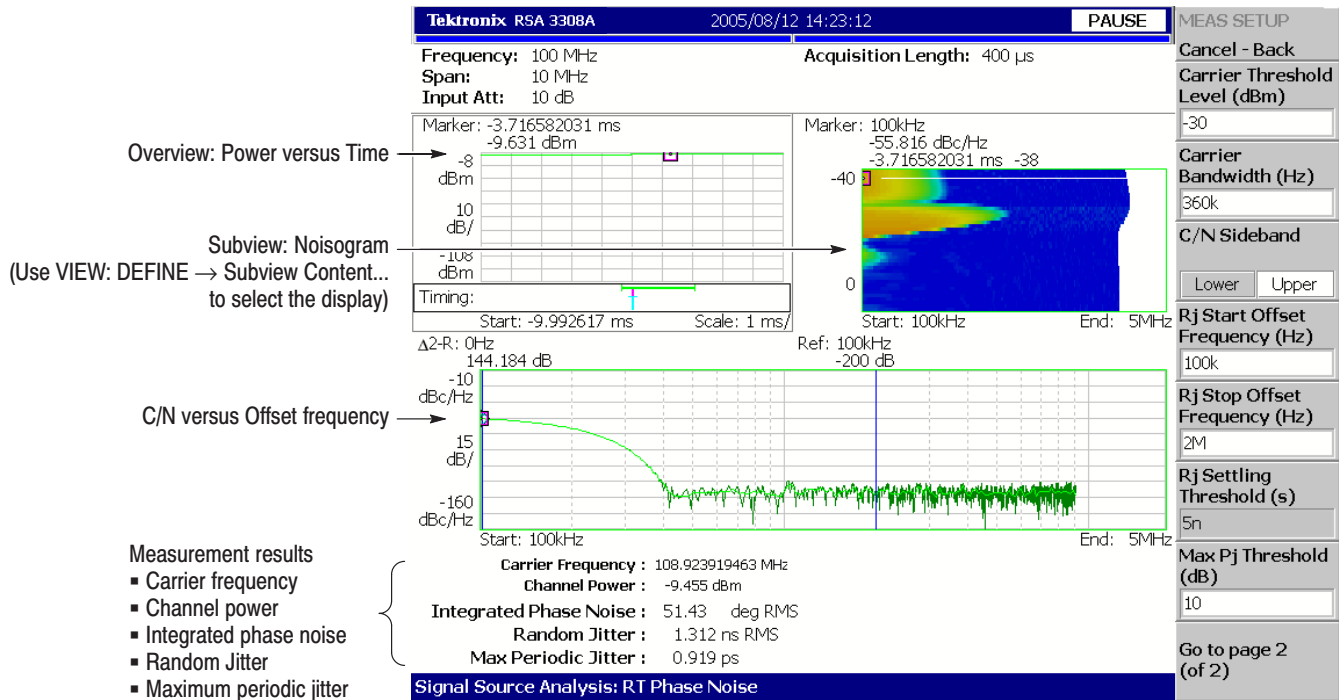 Tektronix RSA 3308A 2005/08/12 14:23:12 PAUSE
Frequency: 100 MHz Acquisition Length: 400 µs
Span: 10 MHz
Input Att: 10 dB
Overview: Power versus Time
Marker: -3.716582031 ms
-9.631 dBm
-8
dBm
10
dB/
-108
dBm
Timing:
Start: -9.992617 ms Scale: 1 ms/
Subview: Noisogram
(Use VIEW: DEFINE → Subview Content...
to select the display)
Marker: 100kHz
-55.816 dBc/Hz
-3.716582031 ms -38
-40
0
Start: 100kHz End: 5MHz
C/N versus Offset frequency
Δ2-R: 0Hz Ref: 100kHz
144.184 dB -200 dB
-10
dBc/Hz
15
dB/
-160
dBc/Hz
Start: 100kHz End: 5MHz
Measurement results
▪ Carrier frequency
▪ Channel power
▪ Integrated phase noise
▪ Random Jitter
▪ Maximum periodic jitter
Carrier Frequency : 108.923919463 MHz
Channel Power : -9.455 dBm
Integrated Phase Noise : 51.43 deg RMS
Random Jitter : 1.312 ns RMS
Max Periodic Jitter : 0.919 ps
Signal Source Analysis: RT Phase Noise
MEAS SETUP
Cancel - Back
Carrier Threshold
Level (dBm)
-30
Carrier
Bandwidth (Hz)
360k
C/N Sideband
Lower Upper
Rj Start Offset
Frequency (Hz)
100k
Rj Stop Offset
Frequency (Hz)
2M
Rj Settling
Threshold (s)
5n
Max Pj Threshold
(dB)
10
Go to page 2
(of 2)